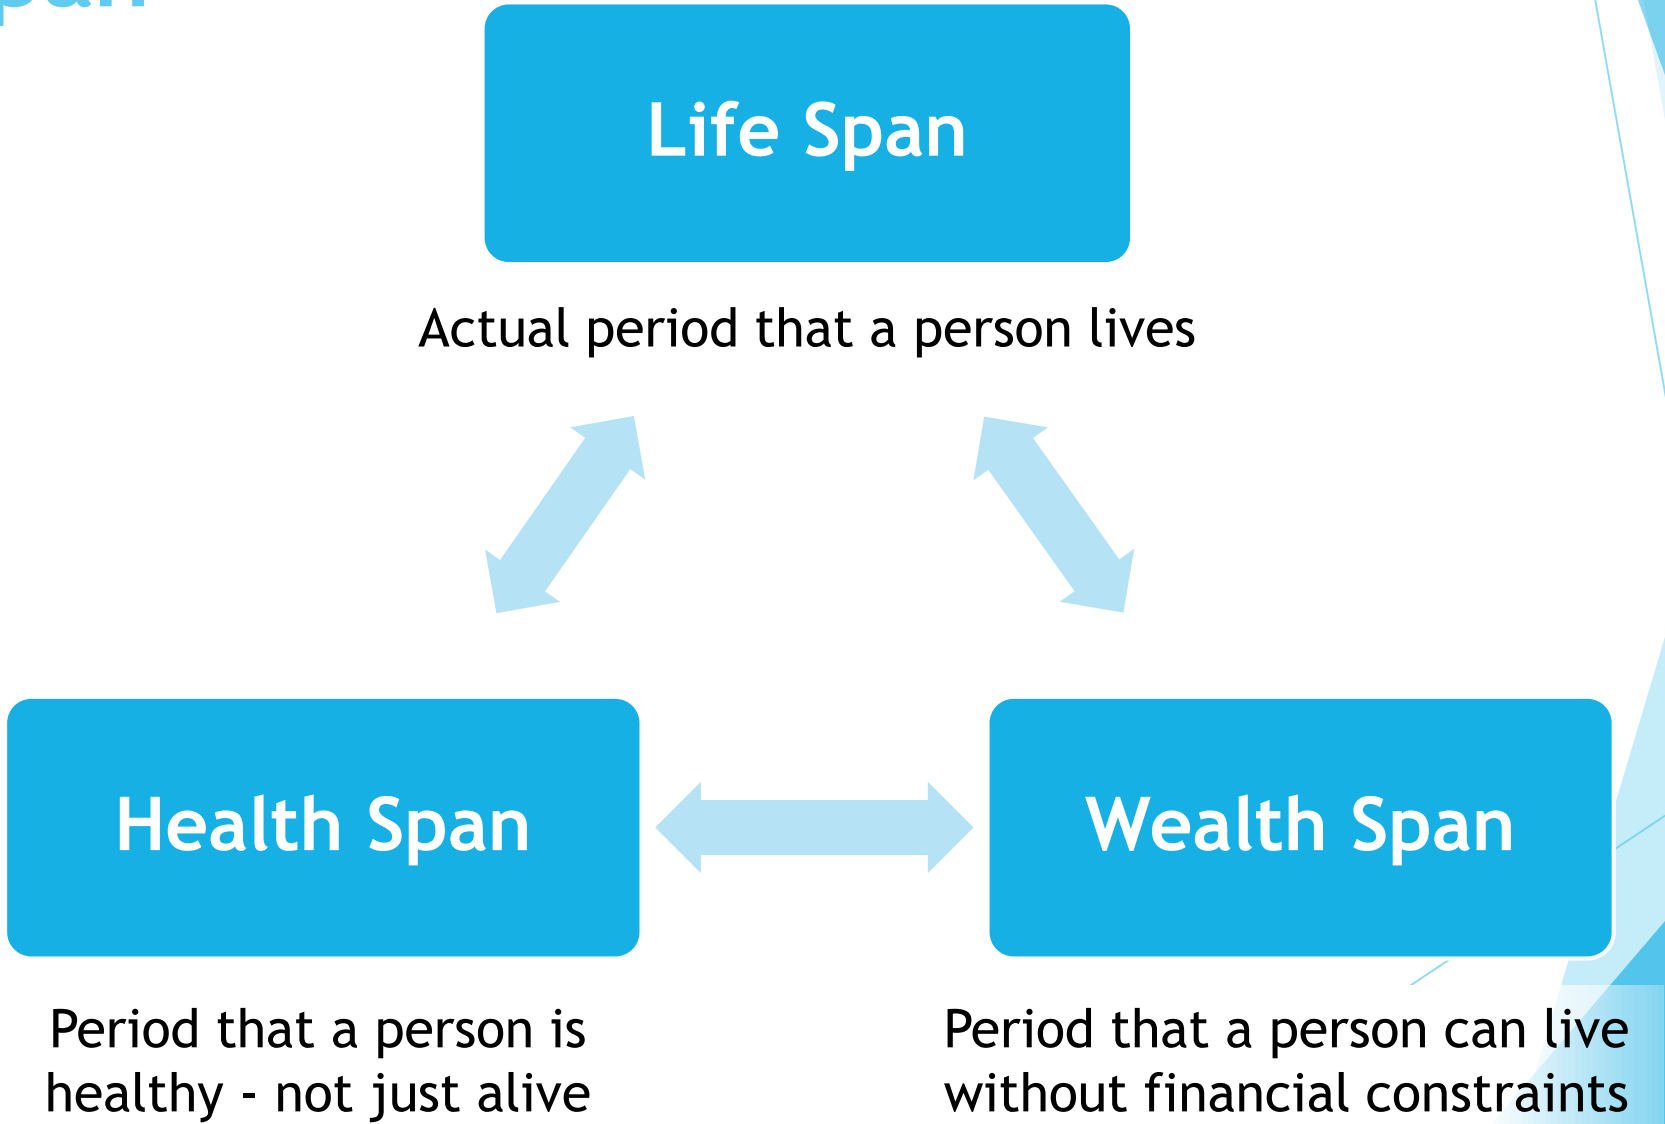 Life Span
Actual period that a person lives
Health Span
Wealth Span
Period that a person is
healthy - not just alive
Period that a person can live
without financial constraints